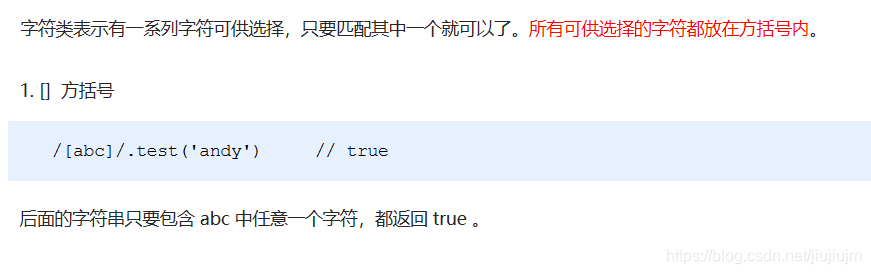 字符类表示有一系列字符可供选择，只要匹配其中一个就可以了。所有可供选择的字符都放在方括号内。
1. [] 方括号
/[abc]/.test('andy')     // true
后面的字符串只要包含 abc 中任意一个字符，都返回 true 。
https://blog.csdn.net/jiujiujrn